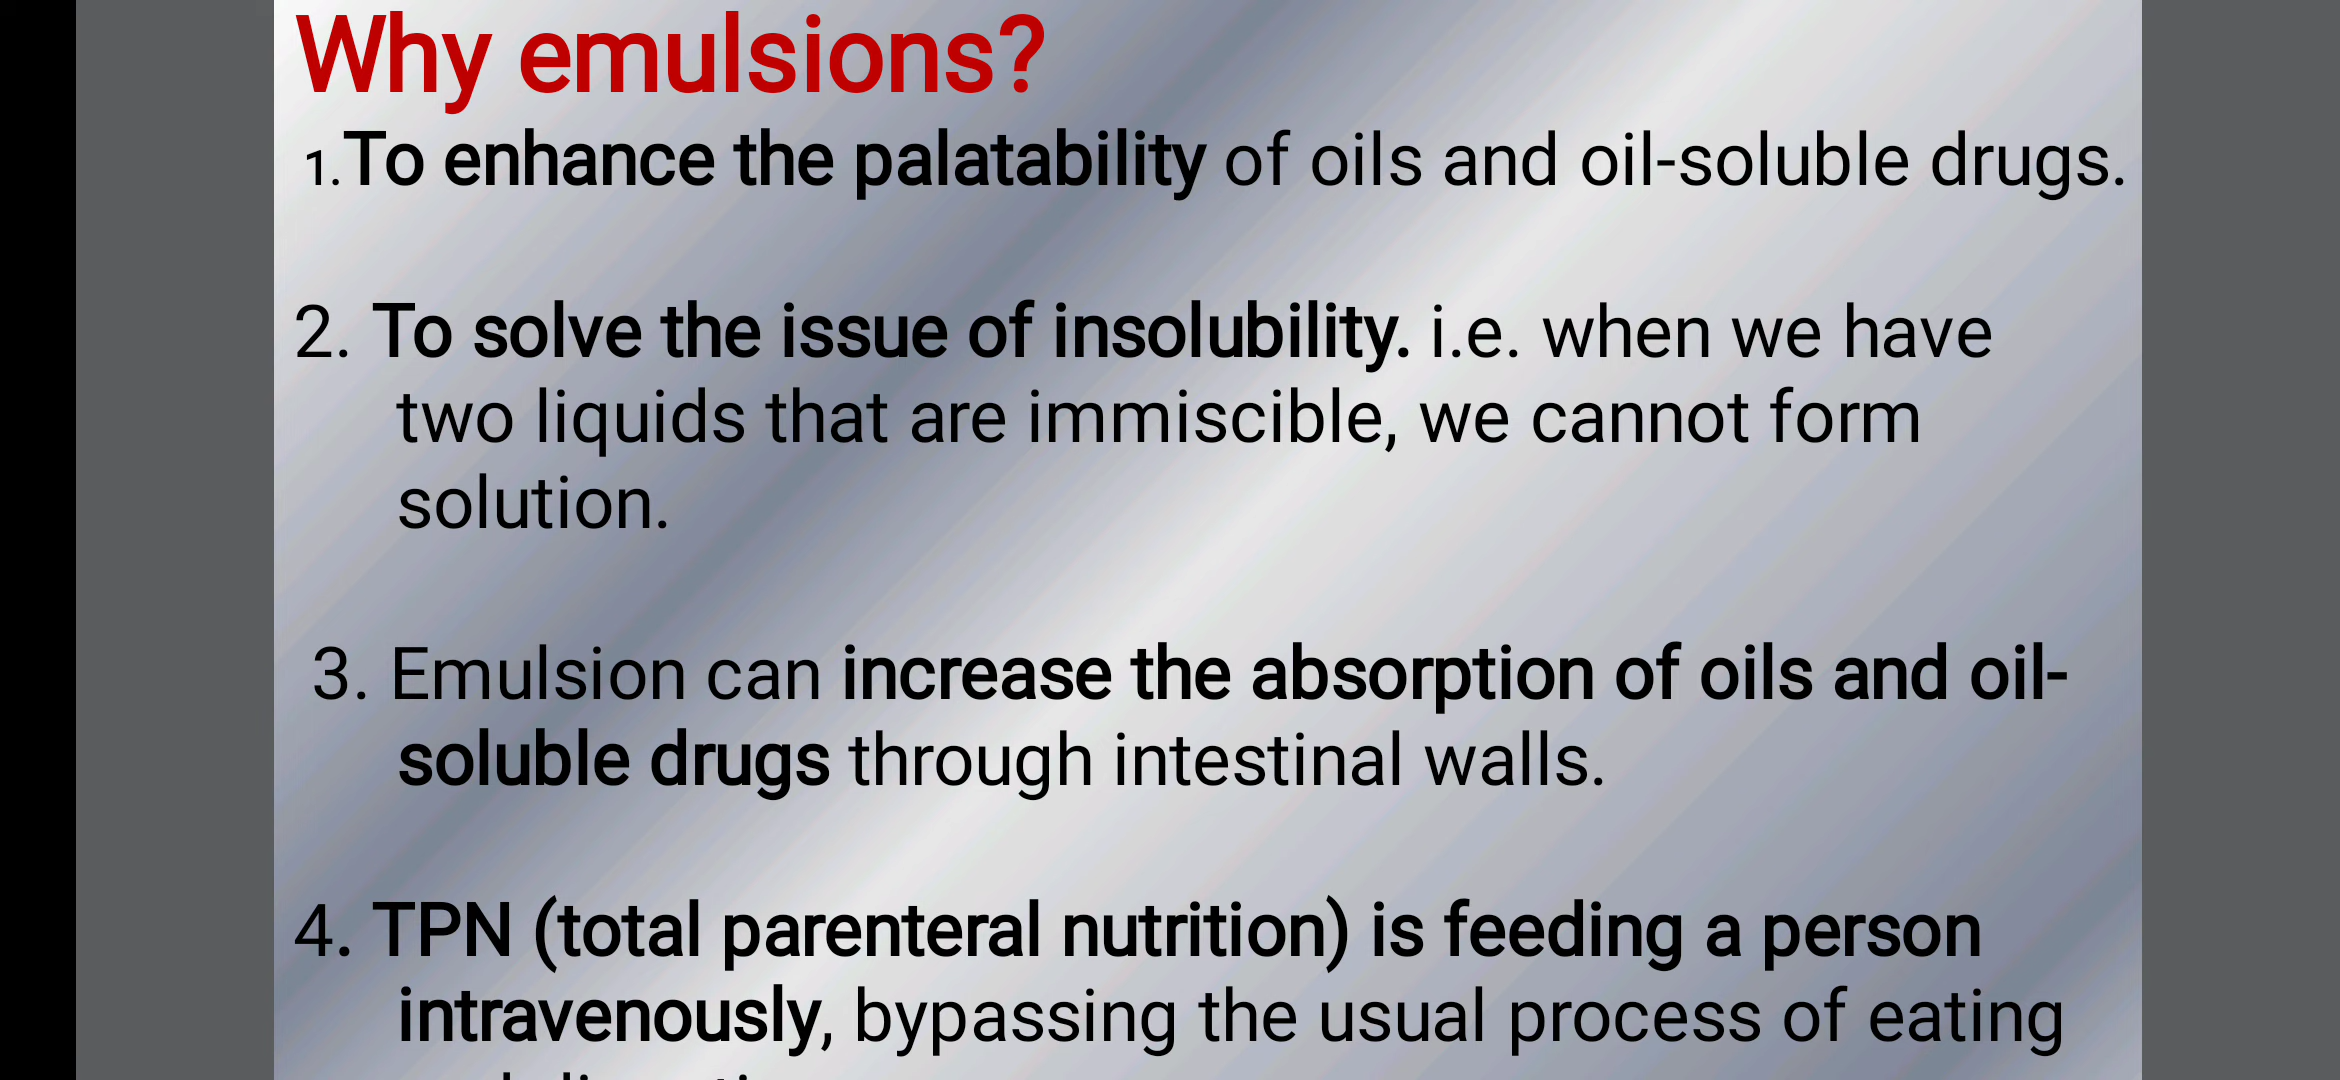 Why emulsions?
1.To enhance the palatability of oils and oil-soluble drugs.
2. To solve the issue of insolubility. i.e. when we have
two liquids that are immiscible, we cannot form
solution.
3. Emulsion can increase the absorption of oils and oil-
soluble drugs through intestinal walls.
4. TPN (total parenteral nutrition) is feeding a person
intravenously, bypassing the usual process of eating